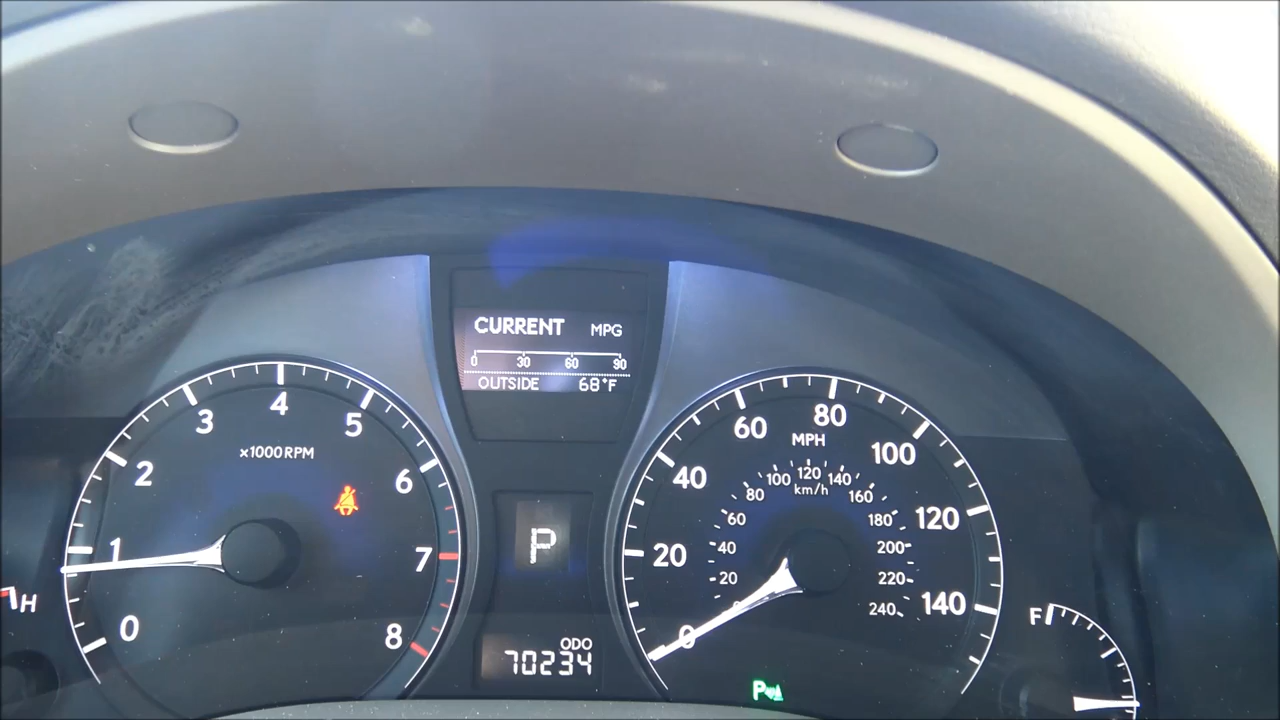 CURRENT MPG
0 30 60 90
OUTSIDE 68°F
0 1 2 3 4 5 6 7 8
×1000 RPM
H
P
ODO
70234
0 20 40 60 80 100 120 140
MPH
20 40 60 80 100 120 140 160 180 200 220 240
km/h
P
F